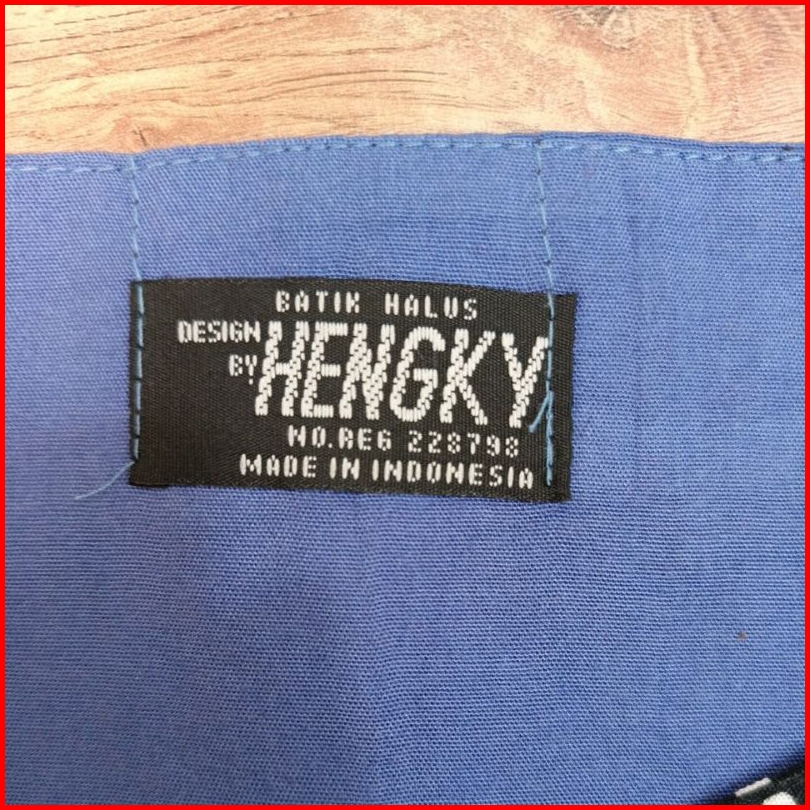 BATIK HALUS
DESIGN BY HENGKY
NO.REG 228798
MADE IN INDONESIA